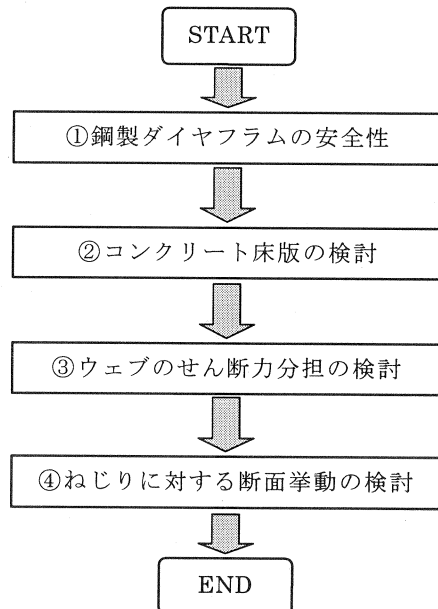 START
①鋼製ダイヤフラムの安全性
②コンクリート床版の検討
③ウェブのせん断力分担の検討
④ねじりに対する断面挙動の検討
END